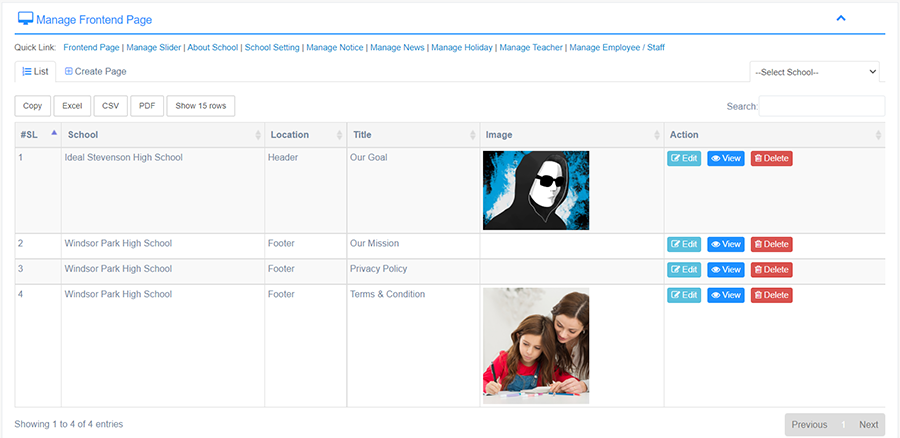 Manage Frontend Page
Quick Link: Frontend Page | Manage Slider | About School | School Setting | Manage Notice | Manage News | Manage Holiday | Manage Teacher | Manage Employee / Staff
List Create Page --Select School--
Copy Excel CSV PDF Show 15 rows Search:
#SL School Location Title Image Action
1 Ideal Stevenson High School Header Our Goal Edit View Delete
2 Windsor Park High School Footer Our Mission Edit View Delete
3 Windsor Park High School Footer Privacy Policy Edit View Delete
4 Windsor Park High School Footer Terms & Condition Edit View Delete
Showing 1 to 4 of 4 entries Previous 1 Next